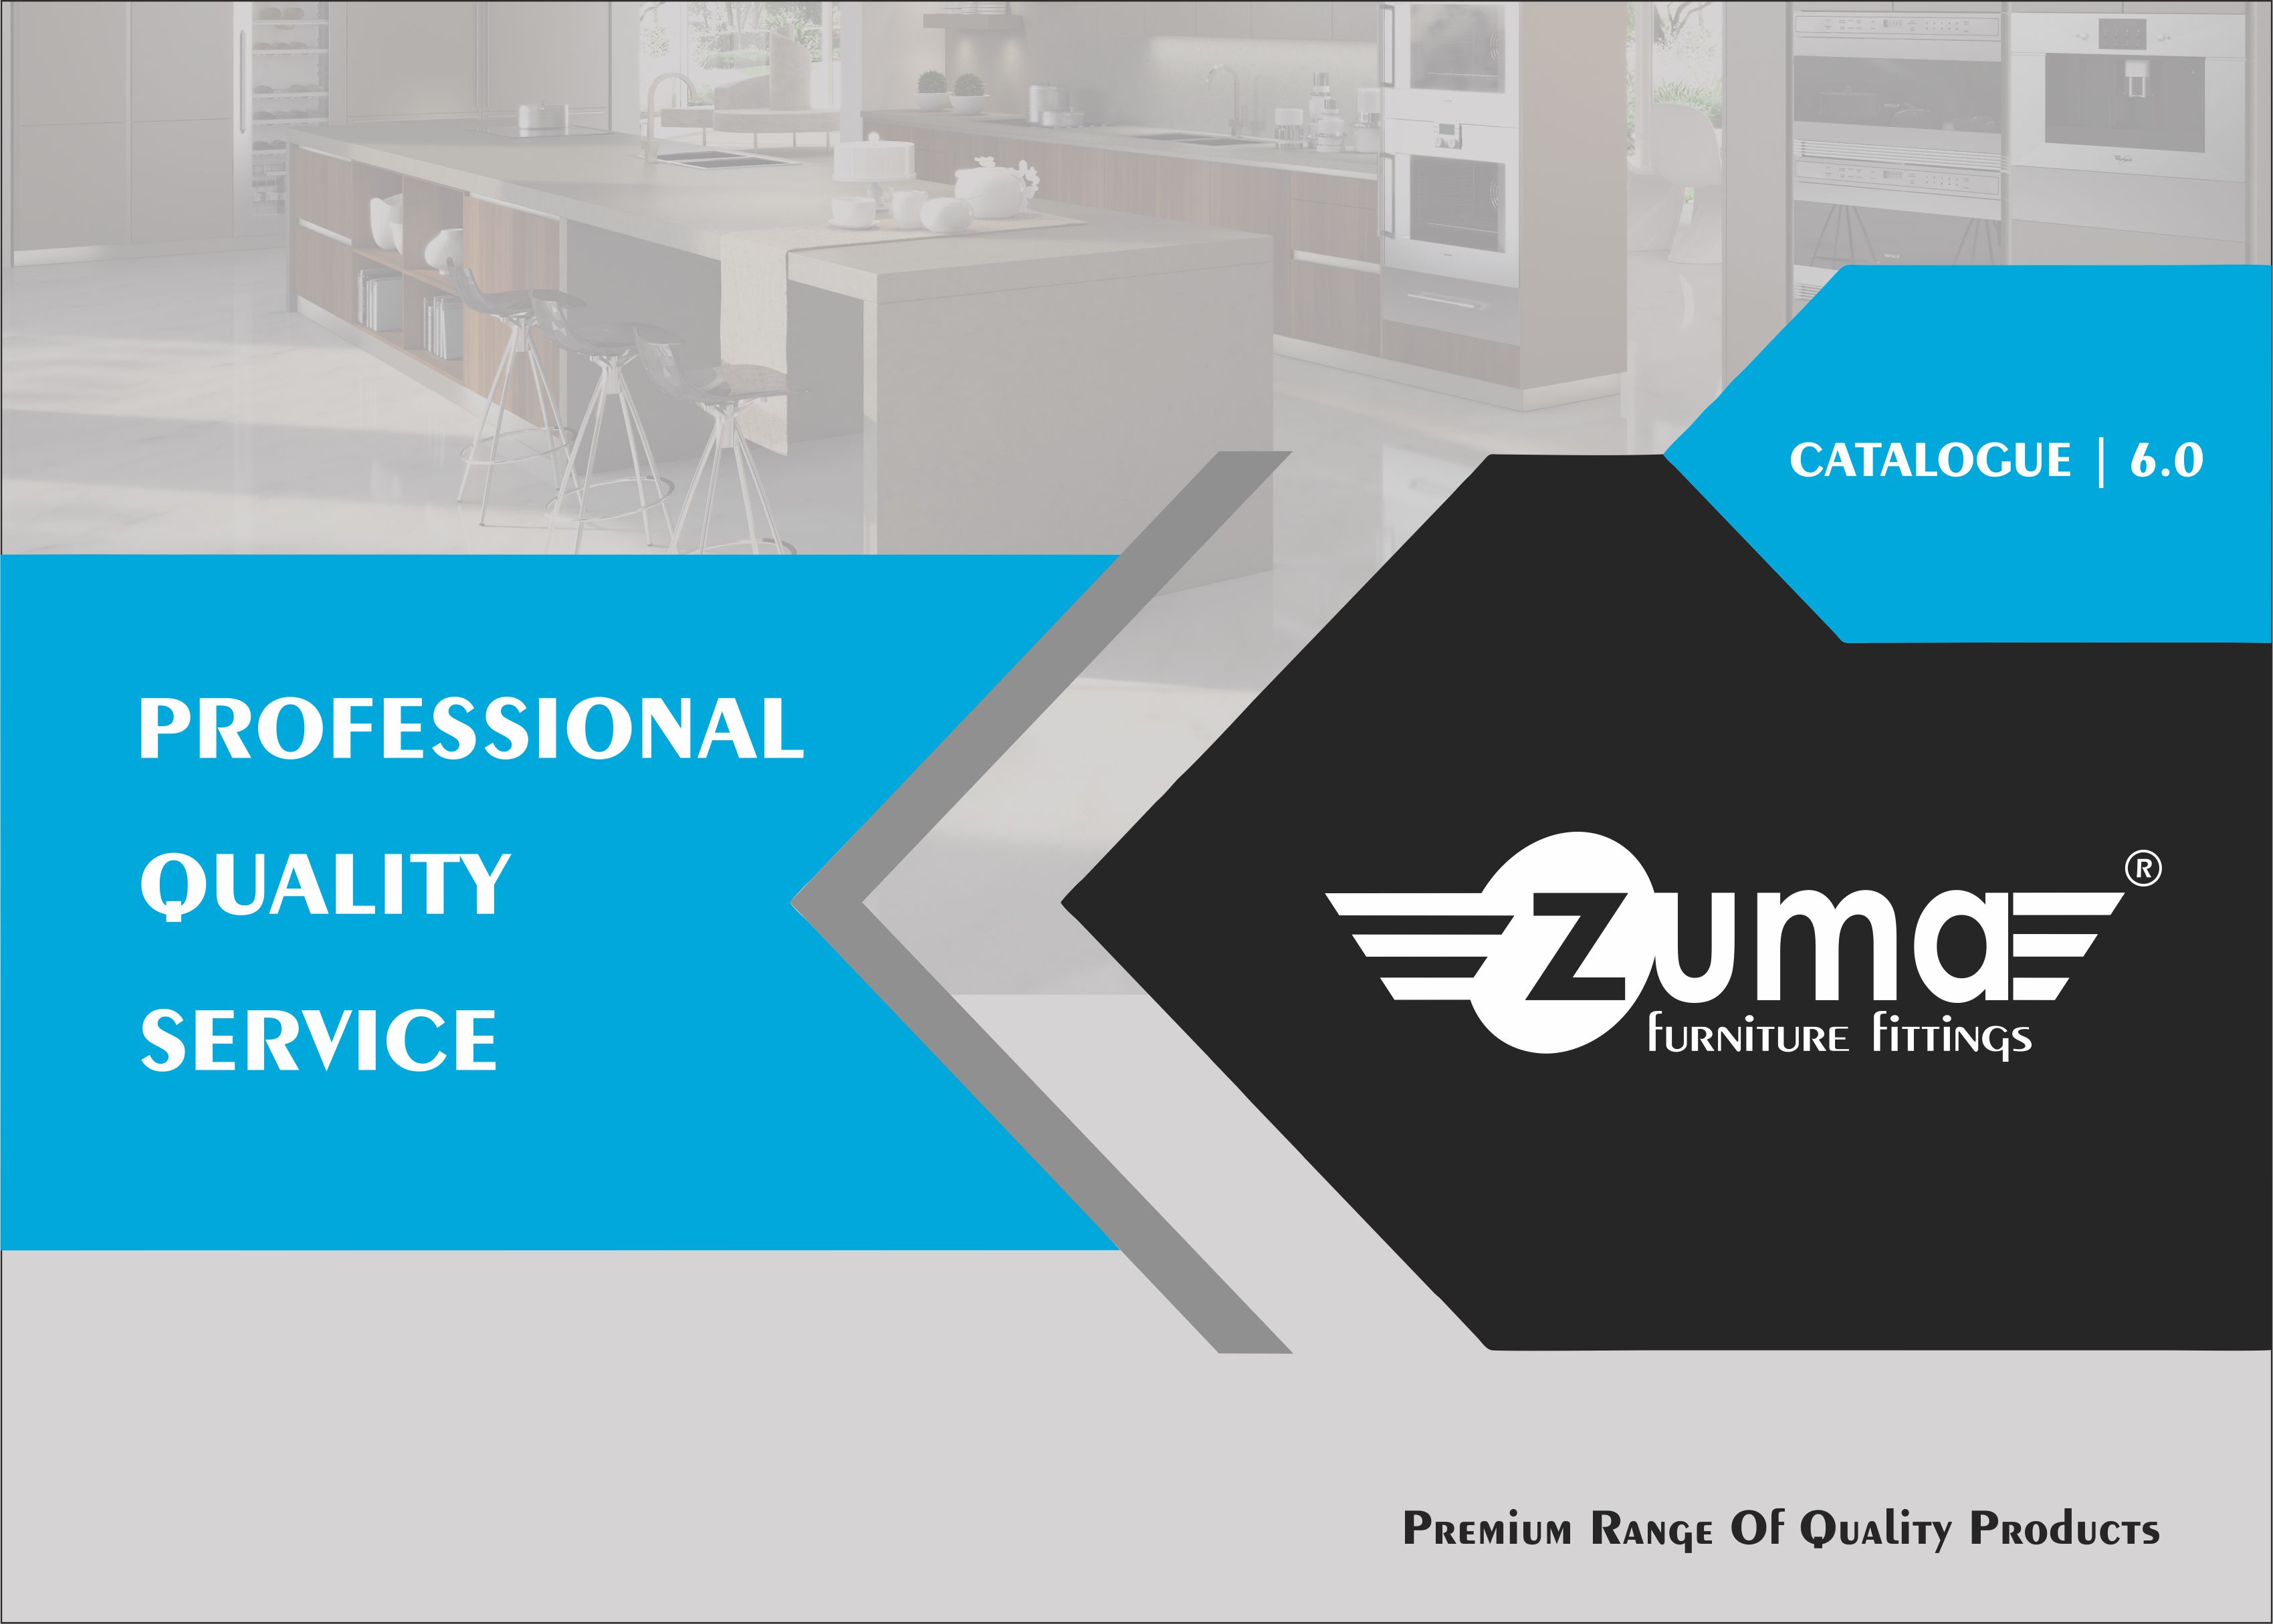 CATALOGUE | 6.0
PROFESSIONAL
QUALITY
SERVICE
zuma ®
furniture fittings
Premium Range Of Quality Products